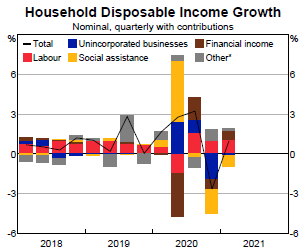 Household Disposable Income Growth
Nominal, quarterly with contributions
% %
Total Unincorporated businesses Financial income
Labour Social assistance Other*
6 6
3 3
0 0
-3 -3
-6 -6
2018 2019 2020 2021